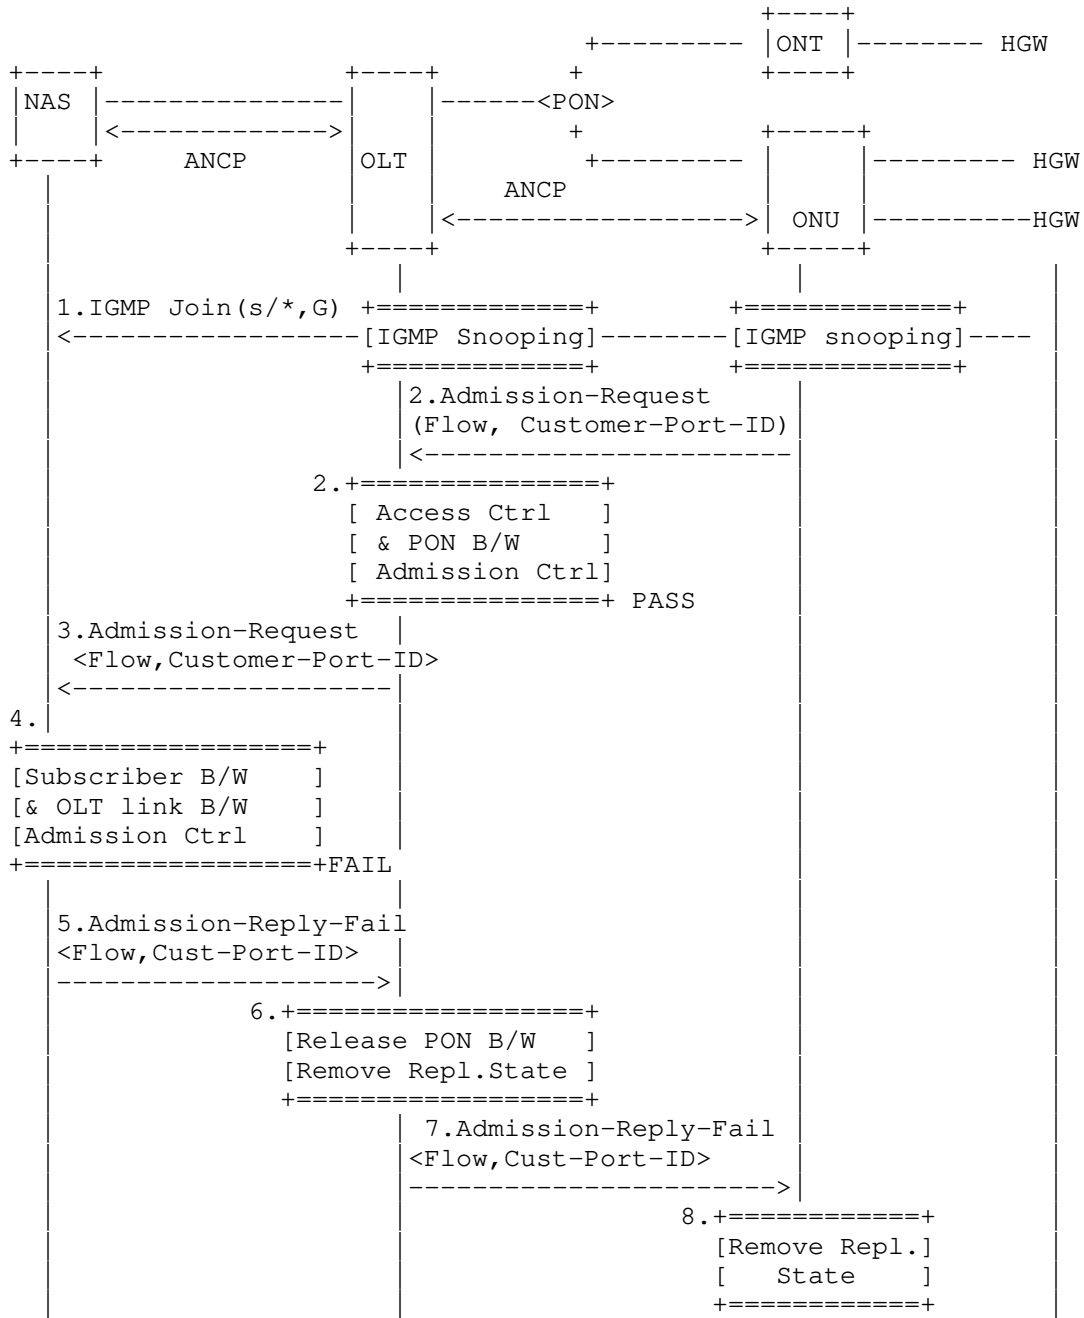 ONT HGW
NAS <PON>
ANCP OLT HGW
ANCP
ONU HGW
1.IGMP Join(s/*,G)
[IGMP Snooping] [IGMP snooping]
2.Admission-Request
(Flow, Customer-Port-ID)
2.
[ Access Ctrl ]
[ & PON B/W ]
[ Admission Ctrl]
PASS
3.Admission-Request
<Flow,Customer-Port-ID>
4.
[Subscriber B/W ]
[& OLT link B/W ]
[Admission Ctrl ]
FAIL
5.Admission-Reply-Fail
<Flow,Cust-Port-ID>
6.
[Release PON B/W ]
[Remove Repl.State ]
7.Admission-Reply-Fail
<Flow,Cust-Port-ID>
8.
[Remove Repl.]
[ State ]